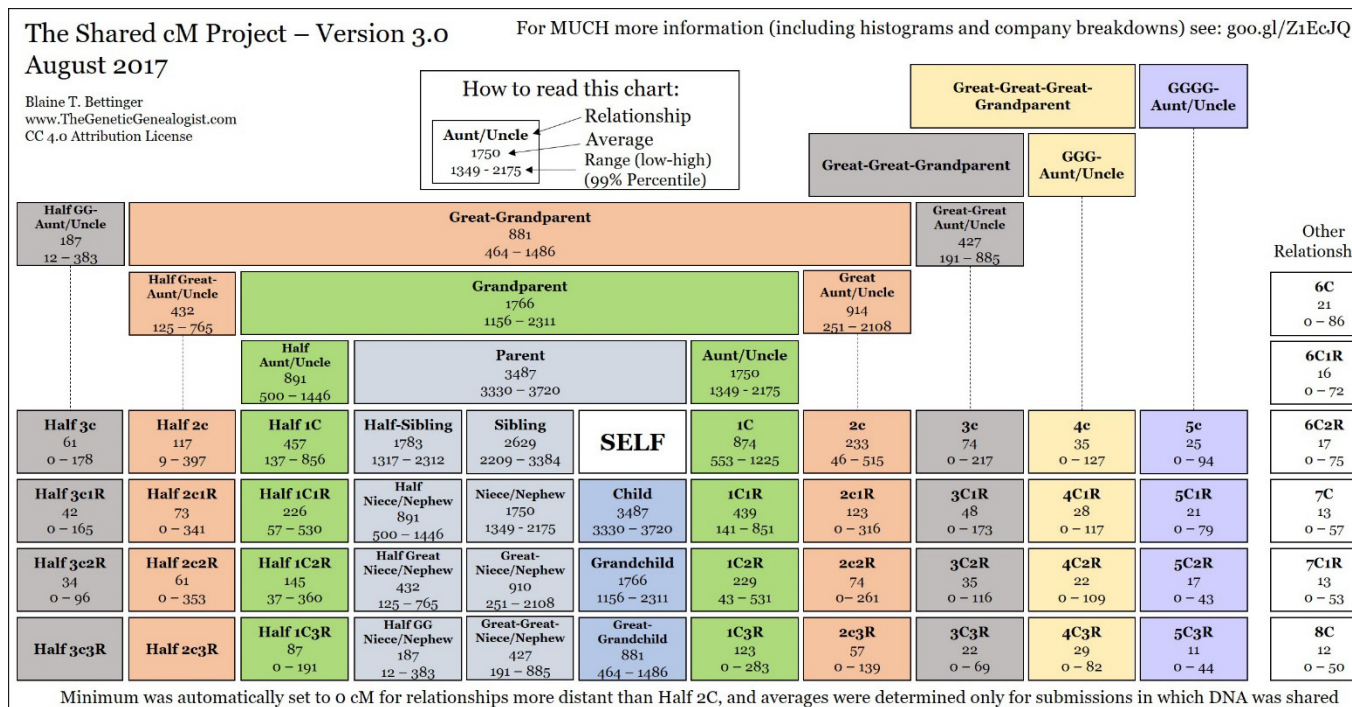 The Shared cM Project – Version 3.0
August 2017
For MUCH more information (including histograms and company breakdowns) see: goo.gl/Z1EcJQ
Blaine T. Bettinger
www.TheGeneticGenealogist.com
CC 4.0 Attribution License
How to read this chart:
Aunt/Uncle
1750
1349 - 2175
Relationship
Average
Range (low-high)
(99% Percentile)
Great-Great-Great-
Grandparent
GGGG-
Aunt/Uncle
Great-Great-Grandparent
GGG-
Aunt/Uncle
Half GG-
Aunt/Uncle
187
12 – 383
Great-Grandparent
881
464 – 1486
Great-Great
Aunt/Uncle
427
191 – 885
Other
Half Great-
Aunt/Uncle
432
125 – 765
Grandparent
1766
1156 – 2311
Great
Aunt/Uncle
914
251 – 2108
6C
21
0 – 86
Half
Aunt/Uncle
891
500 – 1446
Parent
3487
3330 – 3720
Aunt/Uncle
1750
1349 - 2175
6C1R
16
0 – 72
Half 3c
61
0 – 178
Half 2c
117
9 – 397
Half 1C
457
137 – 856
Half-Sibling
1783
1317 – 2312
Sibling
2629
2209 – 3384
SELF
1C
874
553 – 1225
2c
233
46 – 515
3c
74
0 – 217
4c
35
0 – 127
5c
25
0 – 94
6C2R
17
0 – 75
Half 3c1R
42
0 – 165
Half 2c1R
73
0 – 341
Half 1C1R
226
57 – 530
Half
Niece/Nephew
891
500 – 1446
Niece/Nephew
1750
1349 - 2175
Child
3487
3330 – 3720
1C1R
439
141 – 851
2c1R
123
0 – 316
3C1R
48
0 – 173
4C1R
28
0 – 117
5C1R
21
0 – 79
7C
13
0 – 57
Half 3c2R
34
0 – 96
Half 2c2R
61
0 – 353
Half 1C2R
145
37 – 360
Half Great
Niece/Nephew
432
125 – 765
Great-
Niece/Nephew
910
251 – 2108
Grandchild
1766
1156 – 2311
1C2R
229
43 – 531
2c2R
74
0 – 261
3C2R
35
0 – 116
4C2R
22
0 – 109
5C2R
17
0 – 43
7C1R
13
0 – 53
Half 3c3R
Half 2c3R
Half 1C3R
87
0 – 191
Half GG
Niece/Nephew
187
12 – 383
Great-Great-
Niece/Nephew
427
191 – 885
Great-
Grandchild
881
464 – 1486
1C3R
123
0 – 283
2c3R
57
0 – 139
3C3R
22
0 – 69
4C3R
29
0 – 82
5C3R
11
0 – 44
8C
12
0 – 50
Minimum was automatically set to 0 cM for relationships more distant than Half 2C, and averages were determined only for submissions in which DNA was shared